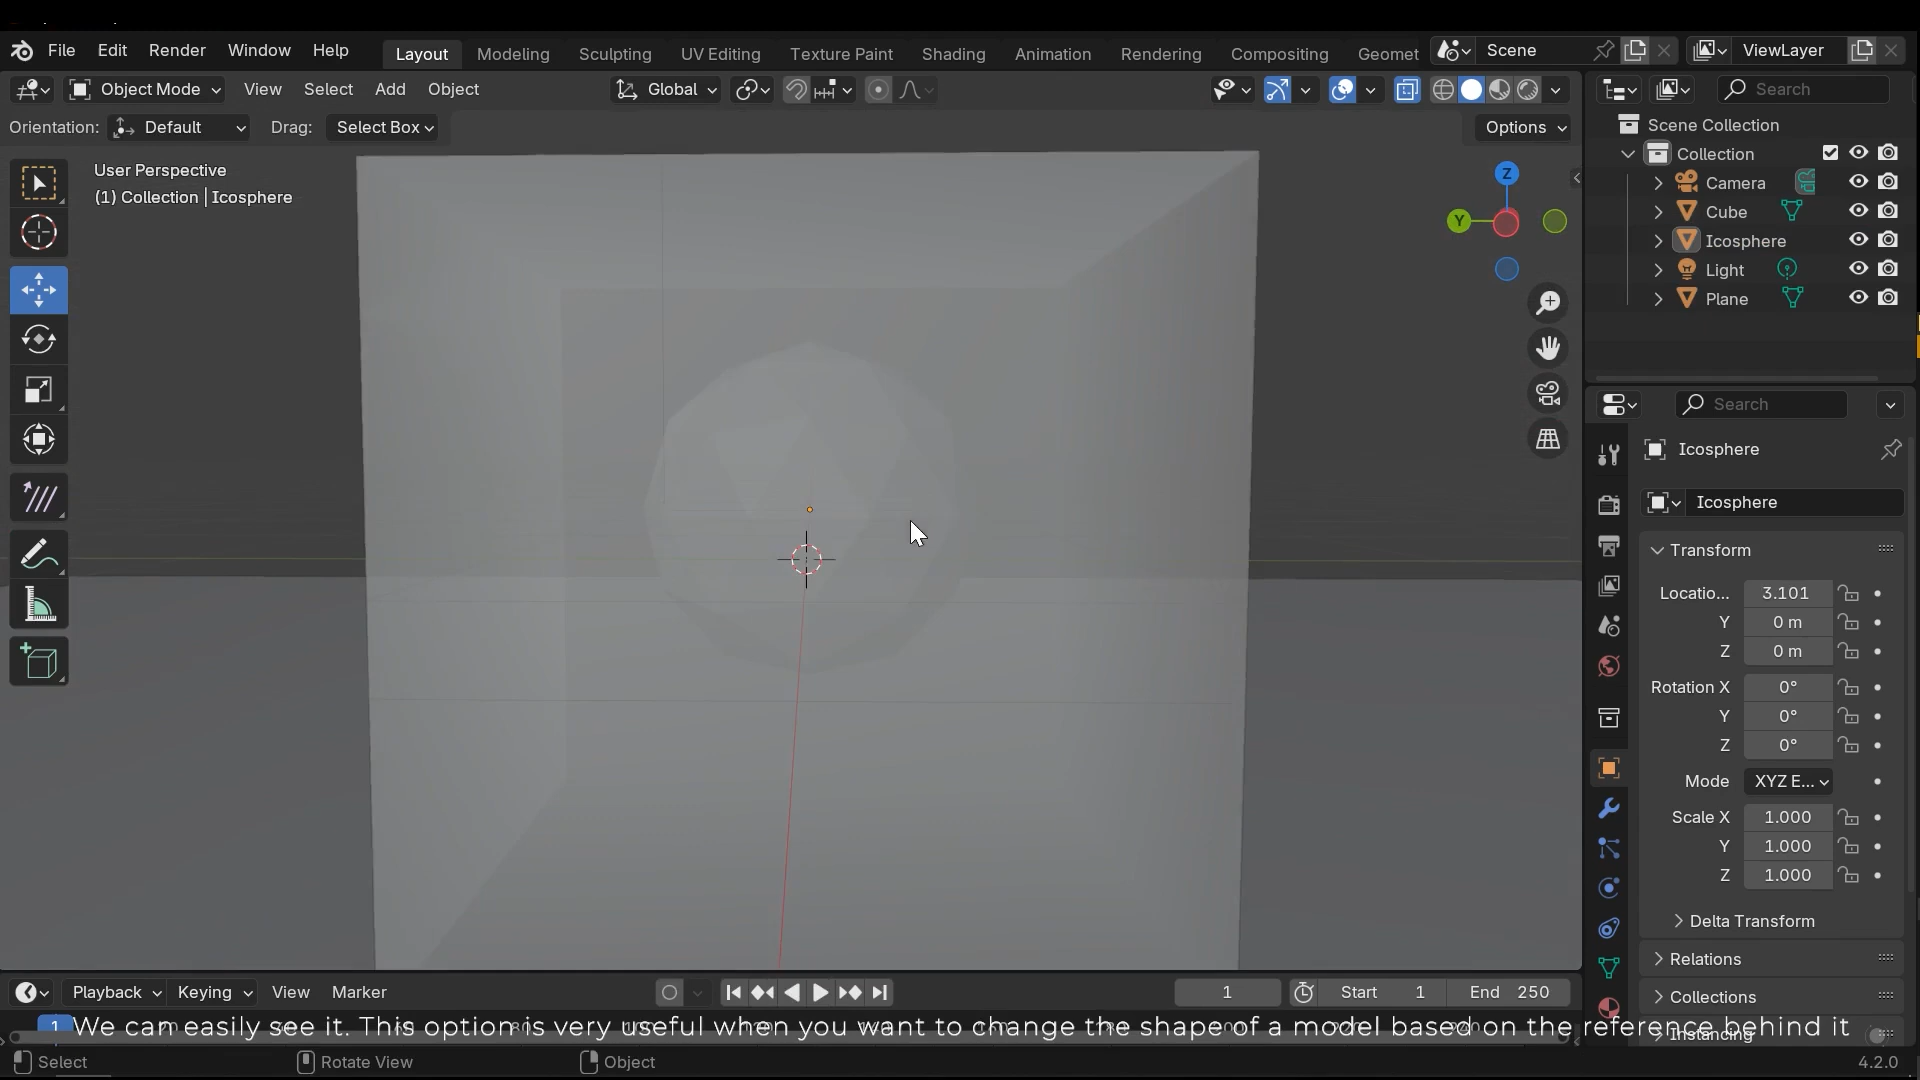 File Edit Render Window Help Layout Modeling Sculpting UV Editing Texture Paint Shading Animation Rendering Compositing Geomet Scene ViewLayer
Object Mode View Select Add Object Global Search
Orientation: Default Drag: Select Box Options
Scene Collection
Collection
Camera
Cube
Icosphere
Light
Plane
User Perspective
(1) Collection | Icosphere
Z
Y
Search
Icosphere
Icosphere
Transform
Locatio... 3.101
Y 0 m
Z 0 m
Rotation X 0°
Y 0°
Z 0°
Mode XYZ E...
Scale X 1.000
Y 1.000
Z 1.000
Delta Transform
Relations
Collections
Instancing
Playback Keying View Marker 1 Start 1 End 250
1
We can easily see it. This option is very useful when you want to change the shape of a model based on the reference behind it
Select Rotate View Object 4.2.0